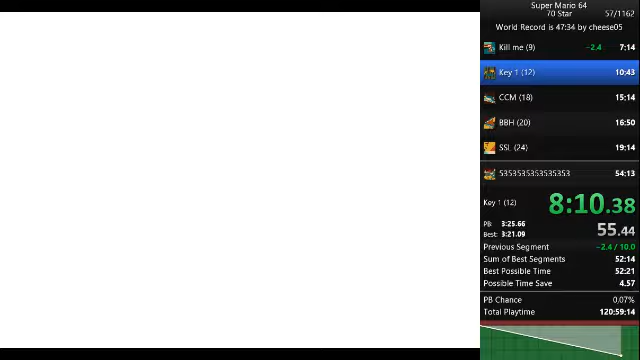 Super Mario 64
70 Star 57/1162
World Record is 47:34 by cheese05
Kill me (9) -2.4 7:14
Key 1 (12) 10:43
CCM (18) 15:14
BBH (20) 16:50
SSL (24) 19:14
5353535353535353 54:13
Key 1 (12) 8:10.38
PB: 3:25.66 55.44
Best: 3:21.09
Previous Segment -2.4 / 10.0
Sum of Best Segments 52:14
Best Possible Time 52:21
Possible Time Save 4.57
PB Chance 0.07%
Total Playtime 120:59:14